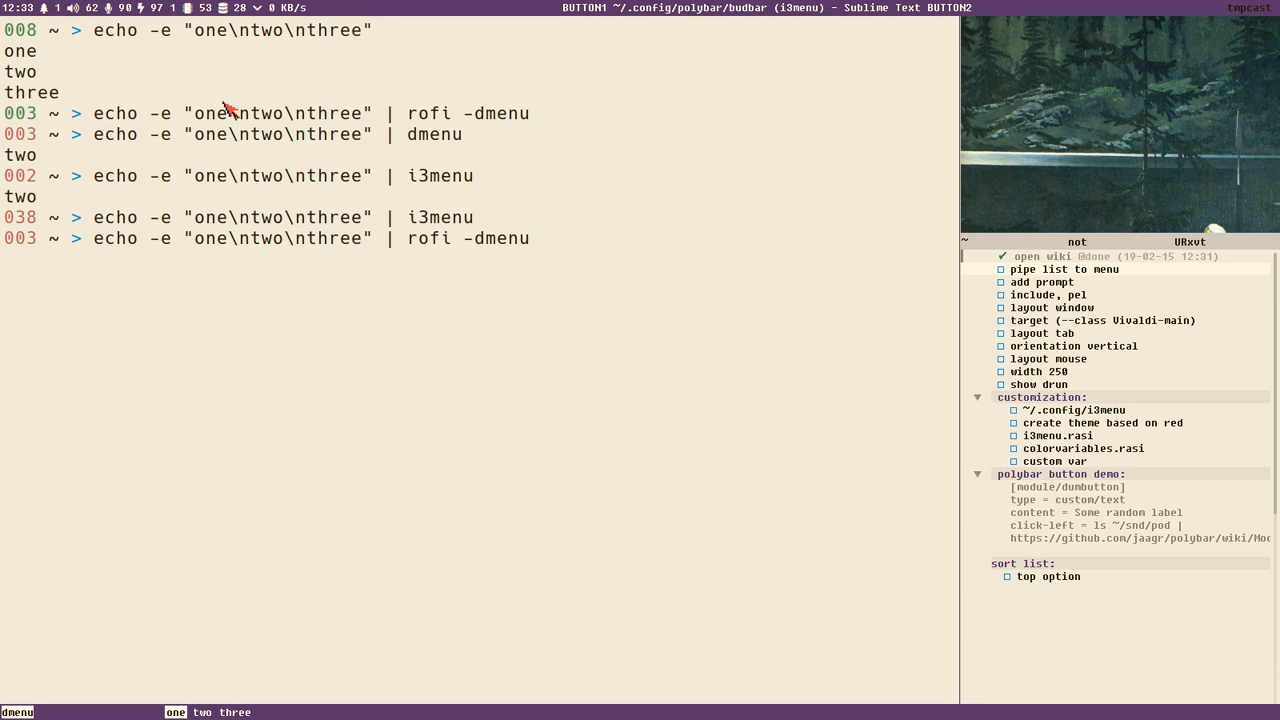 12:33 1 62 90 97 1 53 28 0 KB/s BUTTON1 ~/.config/polybar/budbar (i3menu) - Sublime Text BUTTON2 tmpcast
008 ~ > echo -e "one\ntwo\nthree"
one
two
three
003 ~ > echo -e "one\ntwo\nthree" | rofi -dmenu
003 ~ > echo -e "one\ntwo\nthree" | dmenu
two
002 ~ > echo -e "one\ntwo\nthree" | i3menu
two
038 ~ > echo -e "one\ntwo\nthree" | i3menu
003 ~ > echo -e "one\ntwo\nthree" | rofi -dmenu
~ not URxvt
✔ open wiki @done (19-02-15 12:31)
pipe list to menu
add prompt
include, pel
layout window
target (--class Vivaldi-main)
layout tab
orientation vertical
layout mouse
width 250
show drun
customization:
~/.config/i3menu
create theme based on red
i3menu.rasi
colorvariables.rasi
custom var
polybar button demo:
[module/dumbutton]
type = custom/text
content = Some random label
click-left = ls ~/snd/pod |
https://github.com/jaagr/polybar/wiki/Moc
sort list:
top option
dmenu one two three